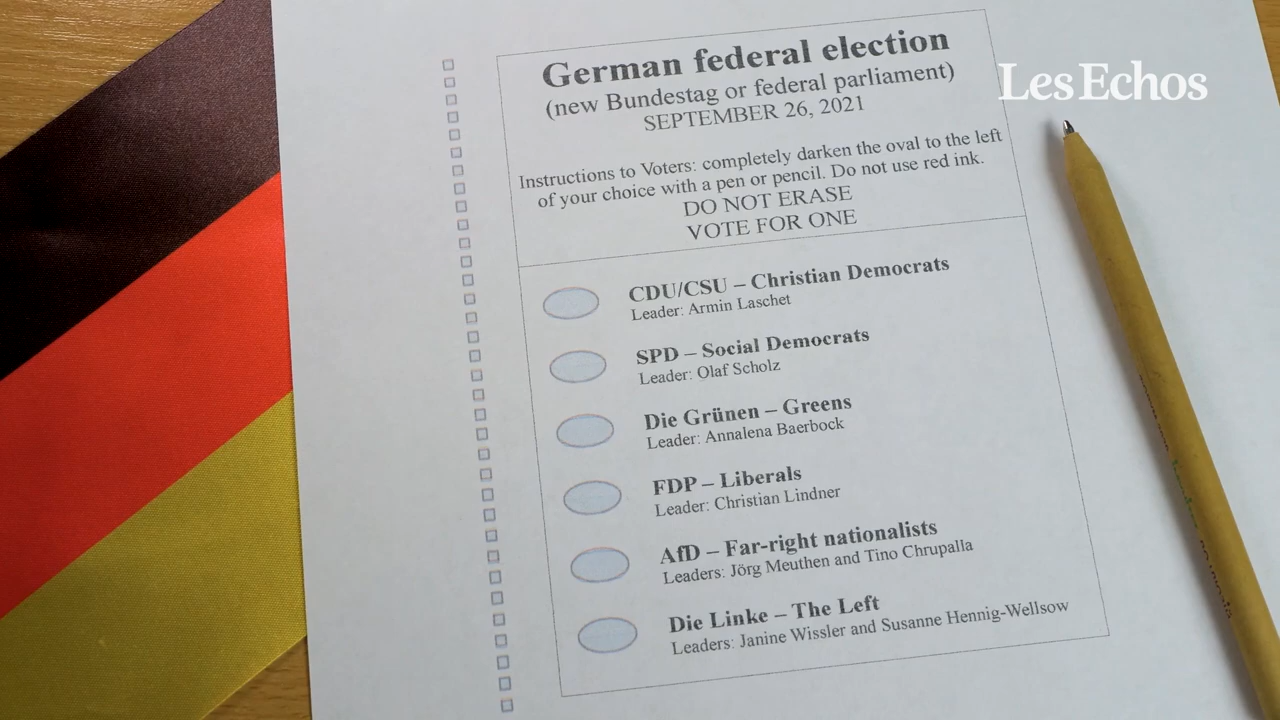 German federal election
(new Bundestag or federal parliament)
SEPTEMBER 26, 2021
Les Echos
Instructions to Voters: completely darken the oval to the left
of your choice with a pen or pencil. Do not use red ink.
DO NOT ERASE
VOTE FOR ONE
CDU/CSU – Christian Democrats
Leader: Armin Laschet
SPD – Social Democrats
Leader: Olaf Scholz
Die Grünen – Greens
Leader: Annalena Baerbock
FDP – Liberals
Leader: Christian Lindner
AfD – Far-right nationalists
Leaders: Jörg Meuthen and Tino Chrupalla
Die Linke – The Left
Leaders: Janine Wissler and Susanne Hennig-Wellsow